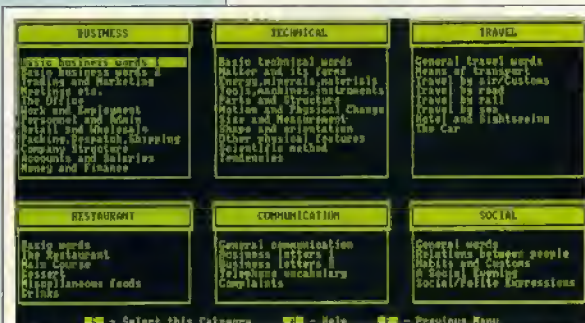 BUSINESS
Basic business words 1
Basic business words 2
Trading and Marketing
Meetings etc.
The Office
Work and Employment
Personnel and Admin
Retail and Wholesale
Packing,Despatch,Shipping
Company Structure
Accounts and Salaries
Money and Finance
TECHNICAL
Basic technical words
Matter and its forms
Energy,minerals,materials
Tools,machines,instruments
Parts and Structure
Motion and Physical Change
Size and Measurement
Shape and orientation
Other physical features
Scientific method
Tendencies
TRAVEL
General travel words
Means of transport
Travel by air/Customs
Travel by road
Travel by rail
Travel by sea
Hotel and Sightseeing
The Car
RESTAURANT
Basic words
The Restaurant
Main Course
Dessert
Miscellaneous foods
Drinks
COMMUNICATION
General communication
Business letters 1
Business letters 2
Telephone vocabulary
Complaints
SOCIAL
General words
Relations between people
Habits and Customs
A Social Evening
Social/Polite Expressions
- Select this Category - Help - Previous Menu